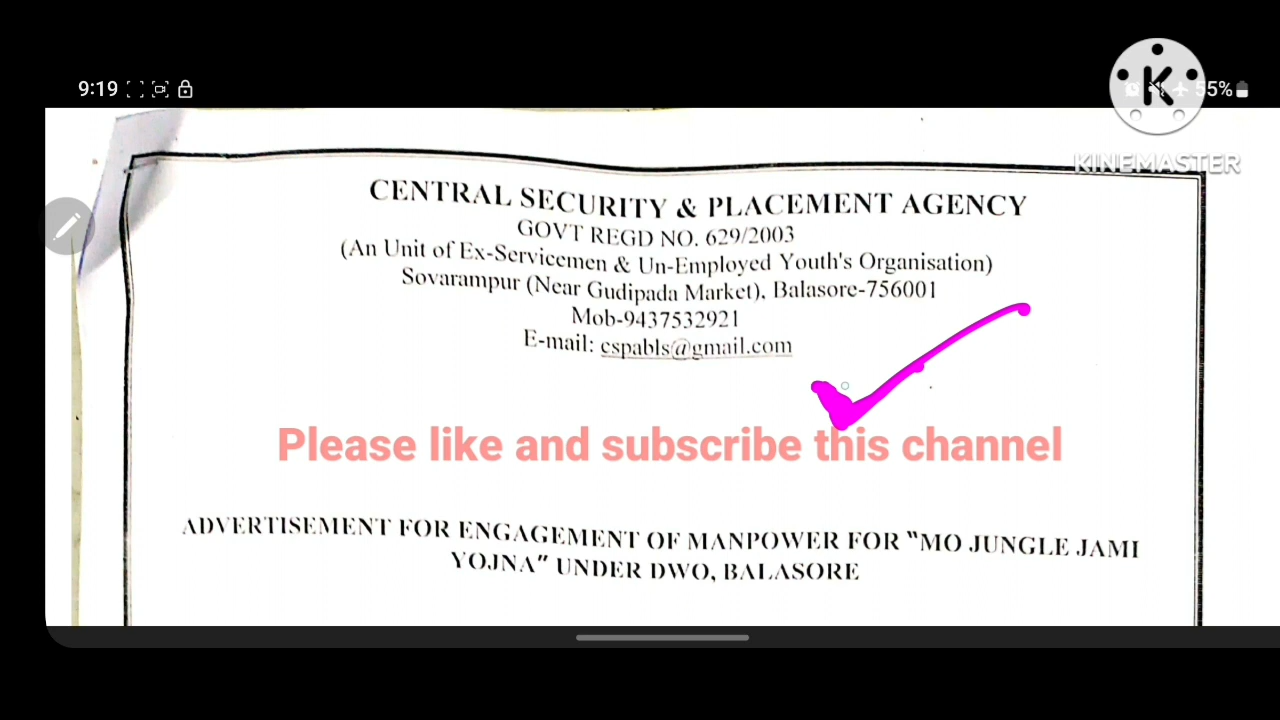 9:19
55%
K
KINEMASTER
CENTRAL SECURITY & PLACEMENT AGENCY
GOVT REGD NO. 629/2003
(An Unit of Ex-Servicemen & Un-Employed Youth's Organisation)
Sovarampur (Near Gudipada Market), Balasore-756001
Mob-9437532921
E-mail: cspabls@gmail.com
Please like and subscribe this channel
ADVERTISEMENT FOR ENGAGEMENT OF MANPOWER FOR "MO JUNGLE JAMI
YOJNA" UNDER DWO, BALASORE